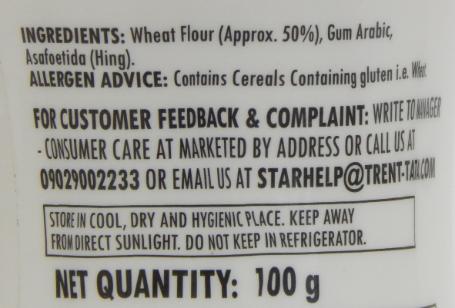 INGREDIENTS: Wheat Flour (Approx. 50%), Gum Arabic,
Asafoetida (Hing).
ALLERGEN ADVICE: Contains Cereals Containing gluten i.e. Wheat
FOR CUSTOMER FEEDBACK & COMPLAINT: WRITE TO MANAGER
- CONSUMER CARE AT MARKETED BY ADDRESS OR CALL US AT
09029002233 OR EMAIL US AT STARHELP@TRENT-TATA.COM
STORE IN COOL, DRY AND HYGIENIC PLACE. KEEP AWAY
FROM DIRECT SUNLIGHT. DO NOT KEEP IN REFRIGERATOR.
NET QUANTITY: 100 g